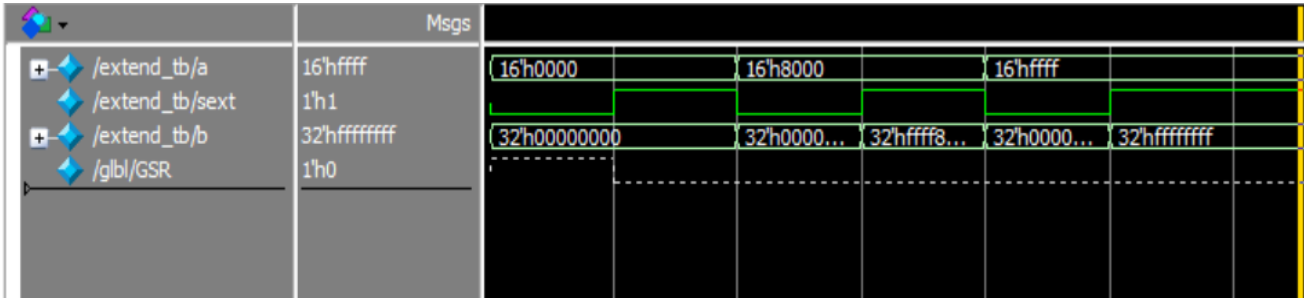 Msgs
/extend_tb/a 16'hffff 16'h0000 16'h8000 16'hffff
/extend_tb/sext 1'h1
/extend_tb/b 32'hffffffff 32'h00000000 32'h0000... 32'hffff8... 32'h0000... 32'hffffffff
/glbl/GSR 1'h0